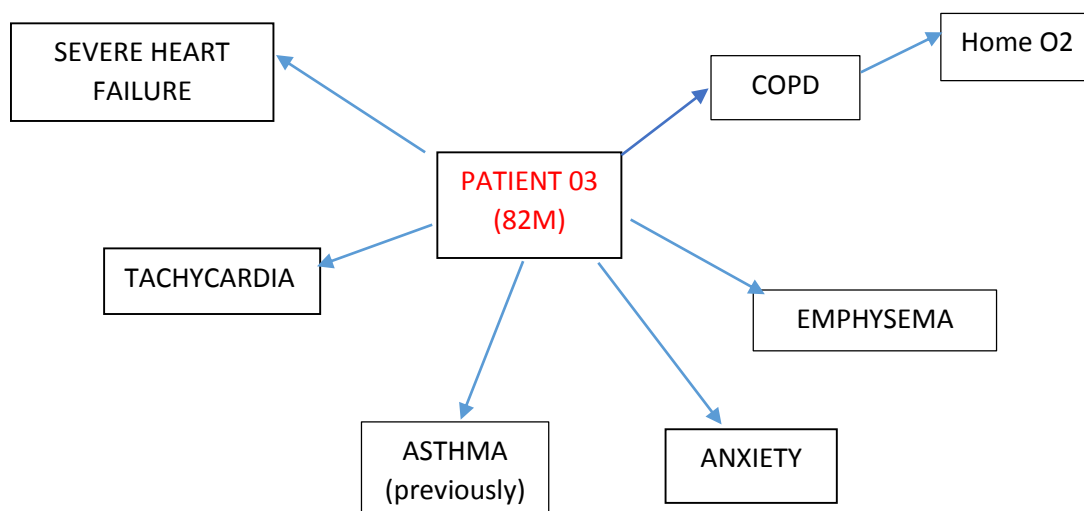 SEVERE HEART
FAILURE
Home O2
COPD
PATIENT 03
(82M)
TACHYCARDIA
EMPHYSEMA
ASTHMA
(previously)
ANXIETY